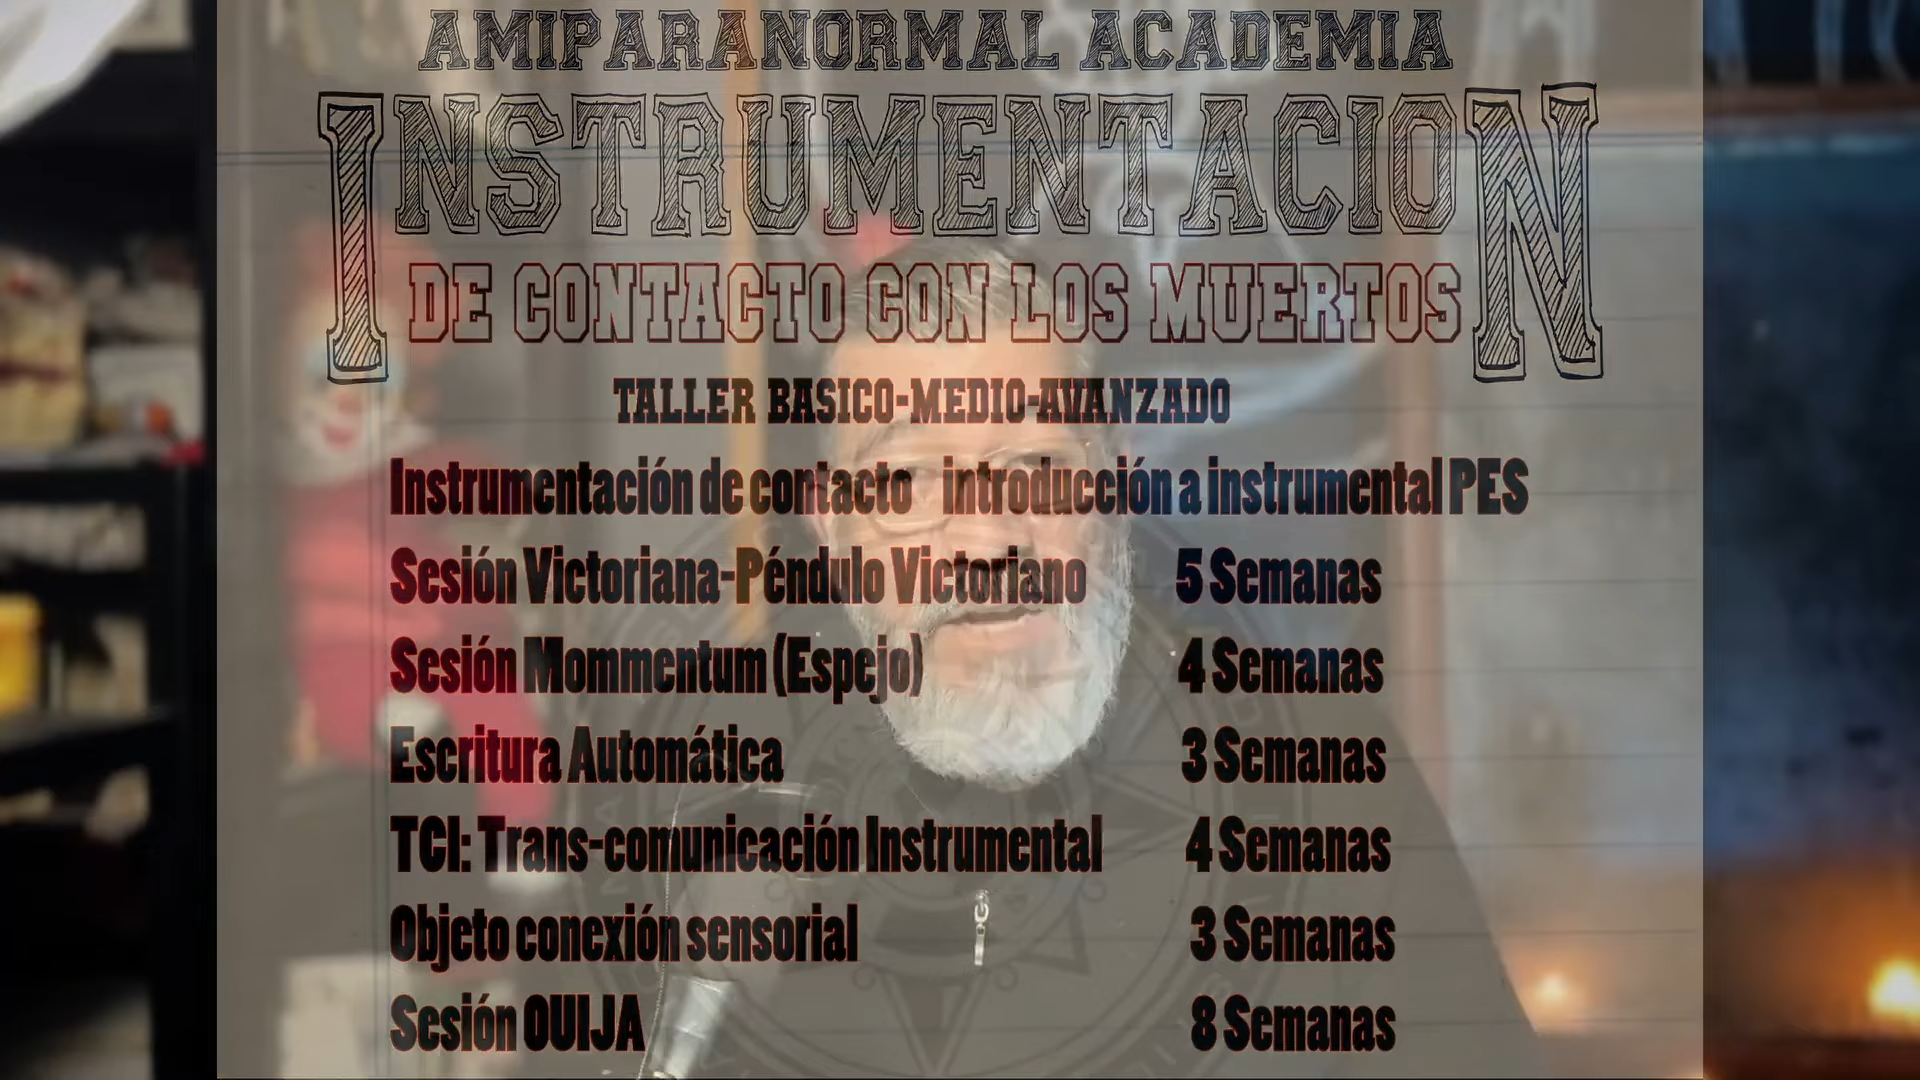 AMIPARANORMAL ACADEMIA
INSTRUMENTACION
DE CONTACTO CON LOS MUERTOS
TALLER BASICO-MEDIO-AVANZADO
Instrumentación de contacto introducción a instrumental PES
Sesión Victoriana-Péndulo Victoriano 5 Semanas
Sesión Mommentum (Espejo) 4 Semanas
Escritura Automática 3 Semanas
TCI: Trans-comunicación Instrumental 4 Semanas
Objeto conexión sensorial 3 Semanas
Sesión OUIJA 8 Semanas